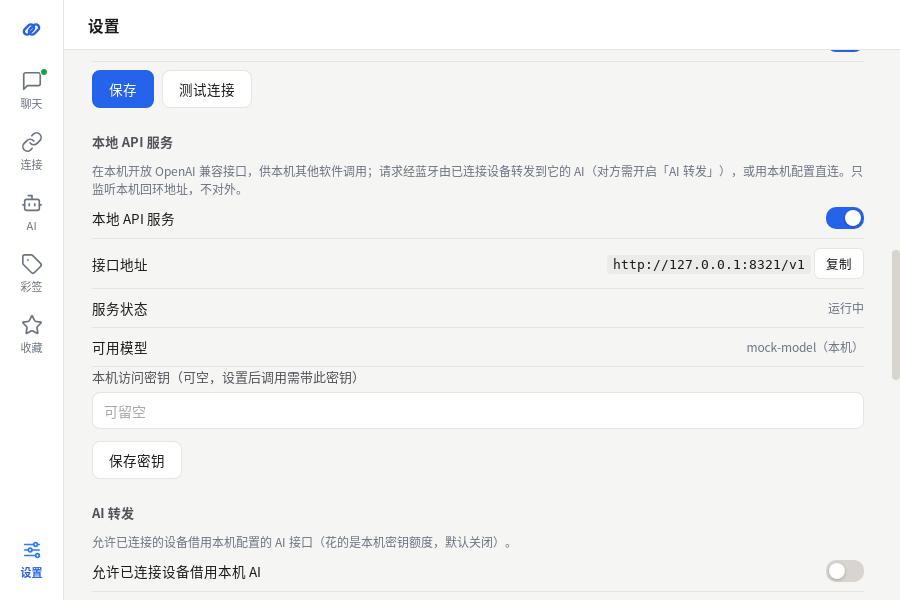 设置
聊天
连接
AI
彩签
收藏
设置
保存
测试连接
本地 API 服务
在本机开放 OpenAI 兼容接口，供本机其他软件调用；请求经蓝牙由已连接设备转发到它的 AI（对方需开启「AI 转发」），或用本机配置直连。只
监听本机回环地址，不对外。
本地 API 服务
接口地址
http://127.0.0.1:8321/v1
复制
服务状态
运行中
可用模型
mock-model（本机）
本机访问密钥（可空，设置后调用需带此密钥）
可留空
保存密钥
AI 转发
允许已连接的设备借用本机配置的 AI 接口（花的是本机密钥额度，默认关闭）。
允许已连接设备借用本机 AI